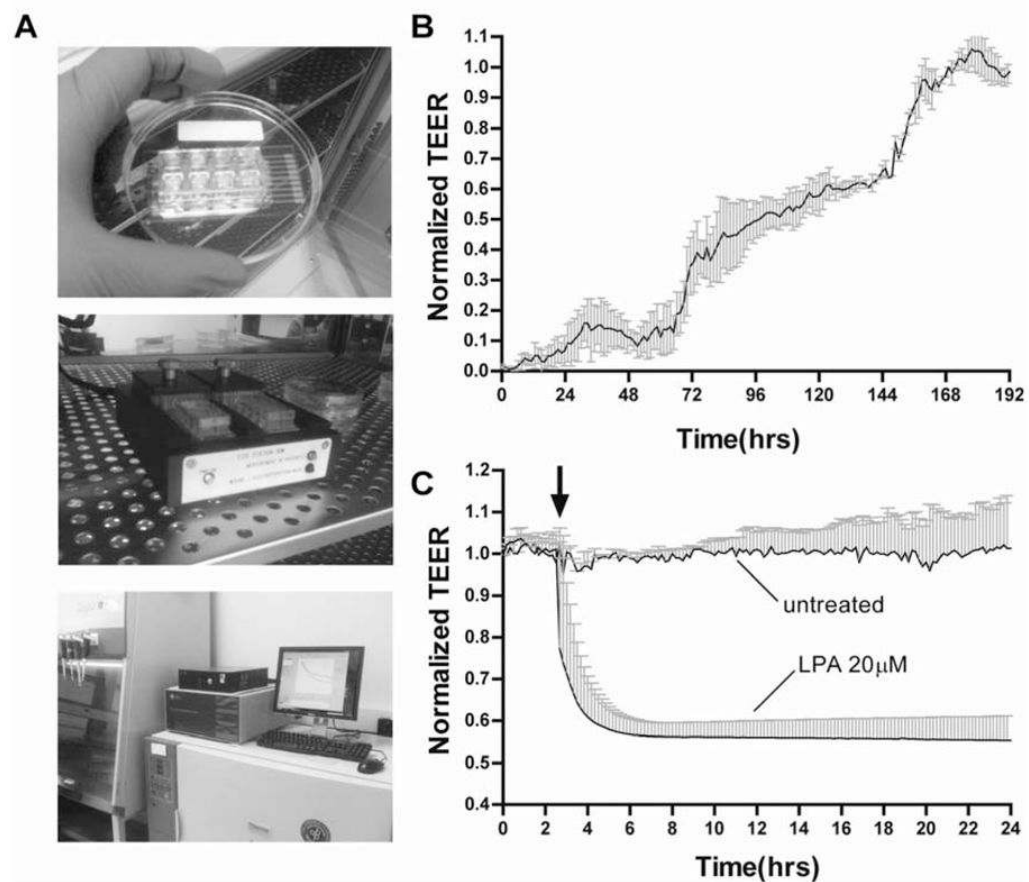 A
B
Normalized TEER
1.1
1.0
0.9
0.8
0.7
0.6
0.5
0.4
0.3
0.2
0.1
0.0
0 24 48 72 96 120 144 168 192
Time(hrs)
C
Normalized TEER
1.2
1.1
1.0
0.9
0.8
0.7
0.6
0.5
0.4
untreated
LPA 20μM
0 2 4 6 8 10 12 14 16 18 20 22 24
Time(hrs)